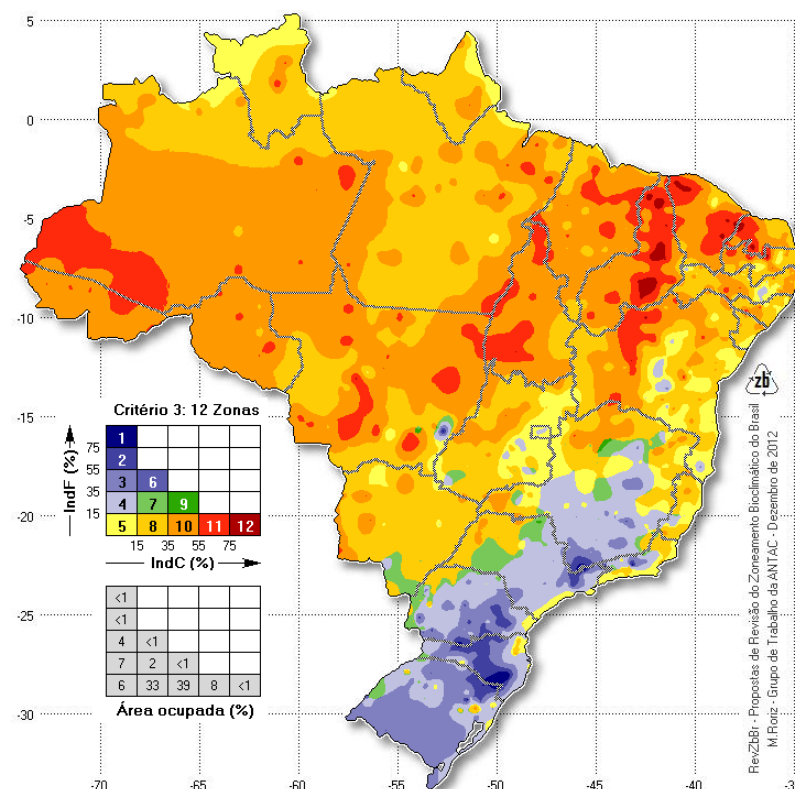 5
0
-5
-10
-15
-20
-25
-30
-70
-65
-60
-55
-50
-45
-40
-3
Critério 3: 12 Zonas
IndF (%)
75
55
35
15
1
2
3 6
4 7 9
5 8 10 11 12
15 35 55 75
IndC (%)
<1
<1
4 <1
7 2 <1
6 33 39 8 <1
Área ocupada (%)
zb
RevZbBr - Propostas de Revisão do Zoneamento Bioclimático do Brasil
M.Roriz - Grupo de Trabalho da ANTAC - Dezembro de 2012